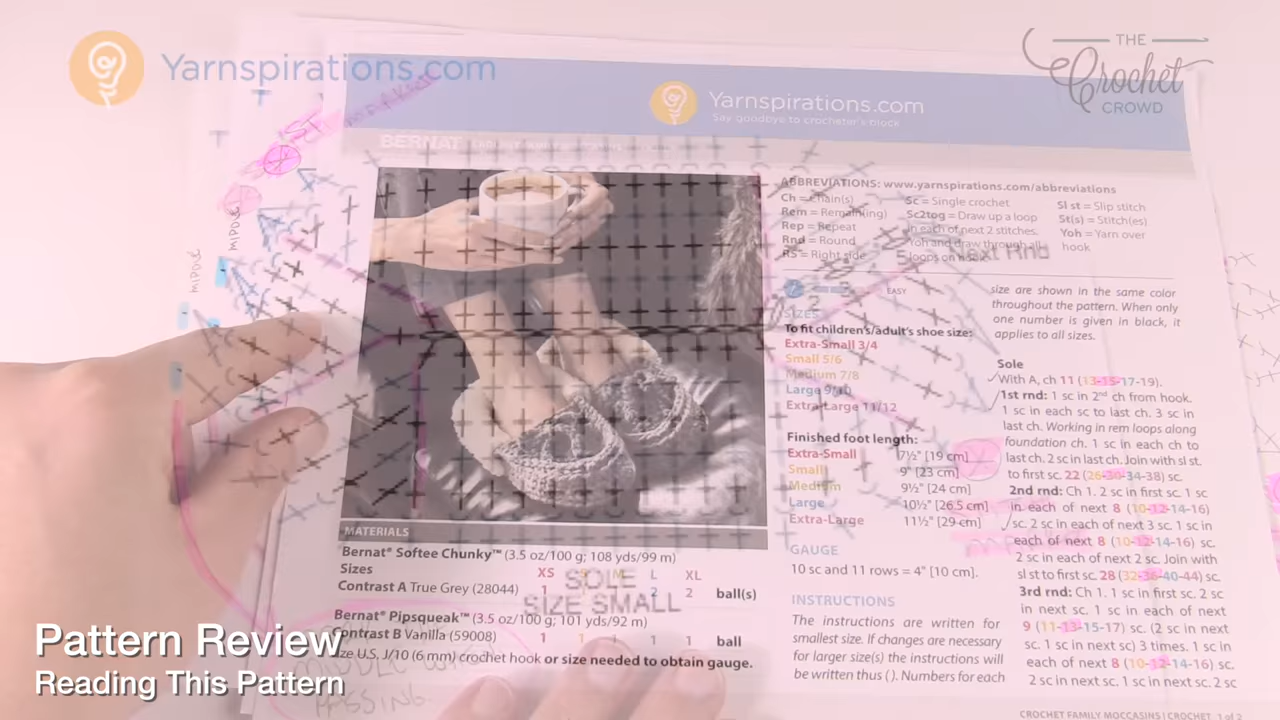 Yarnspirations.com
THE
Crochet
CROWD
Yarnspirations.com
Say goodbye to crocheter's block
BERNAT
ABBREVIATIONS: www.yarnspirations.com/abbreviations
Ch = Chain(s)
Rem = Remaining)
Rep = Repeat
Rnd = Round
RS = Right side
Sc = Single crochet
Sc2tog = Draw up a loop
in each of next 2 stitches.
Yoh and draw through all
loops on
Sl st = Slip stitch
St(s) = Stitch(es)
Yoh = Yarn over
hook
Rnd
EASY
SIZES
To fit children's/adult's shoe size:
Extra-Small 3/4
Small 5/6
Medium 7/8
Large 9/10
Extra-Large 11/12
Finished foot length:
Extra-Small 7½" [19 cm]
Small 9" [23 cm]
Medium 9½" [24 cm]
Large 10½" [26.5 cm]
Extra-Large 11½" [29 cm]
GAUGE
10 sc and 11 rows = 4" [10 cm].
INSTRUCTIONS
The instructions are written for
smallest size. If changes are necessary
for larger size(s) the instructions will
be written thus ( ). Numbers for each
size are shown in the same color
throughout the pattern. When only
one number is given in black, it
applies to all sizes.
Sole
With A, ch 11 (13-15-17-19).
1st rnd: 1 sc in 2nd ch from hook.
1 sc in each sc to last ch. 3 sc in
last ch. Working in rem loops along
foundation ch. 1 sc in each ch to
last ch. 2 sc in last ch. Join with sl st.
to first sc. 22 (26-30-34-38) sc.
2nd rnd: Ch 1. 2 sc in first sc. 1 sc
in each of next 8 (10-12-14-16)
sc. 2 sc in each of next 3 sc. 1 sc in
each of next 8 (10-12-14-16) sc.
2 sc in each of next 2 sc. Join with
sl st to first sc. 28 (32-36-40-44) sc.
3rd rnd: Ch 1. 1 sc in first sc. 2 sc
in next sc. 1 sc in each of next
9 (11-13-15-17) sc. (2 sc in next
sc. 1 sc in next sc) 3 times. 1 sc in
each of next 8 (10-12-14-16) sc.
2 sc in next sc. 1 sc in next sc. 2 sc
MATERIALS
Bernat® Softee Chunky™ (3.5 oz/100 g; 108 yds/99 m)
Sizes XS M L XL
Contrast A True Grey (28044) 1 2 2 ball(s)
SOLE
SIZE SMALL
Bernat® Pipsqueak™ (3.5 oz/100 g; 101 yds/92 m)
Contrast B Vanilla (59008) 1 1 1 1 1 ball
Size U.S. J/10 (6 mm) crochet hook or size needed to obtain gauge.
Pattern Review
Reading This Pattern
CROCHET FAMILY MOCCASINS | CROCHET 1 of 2